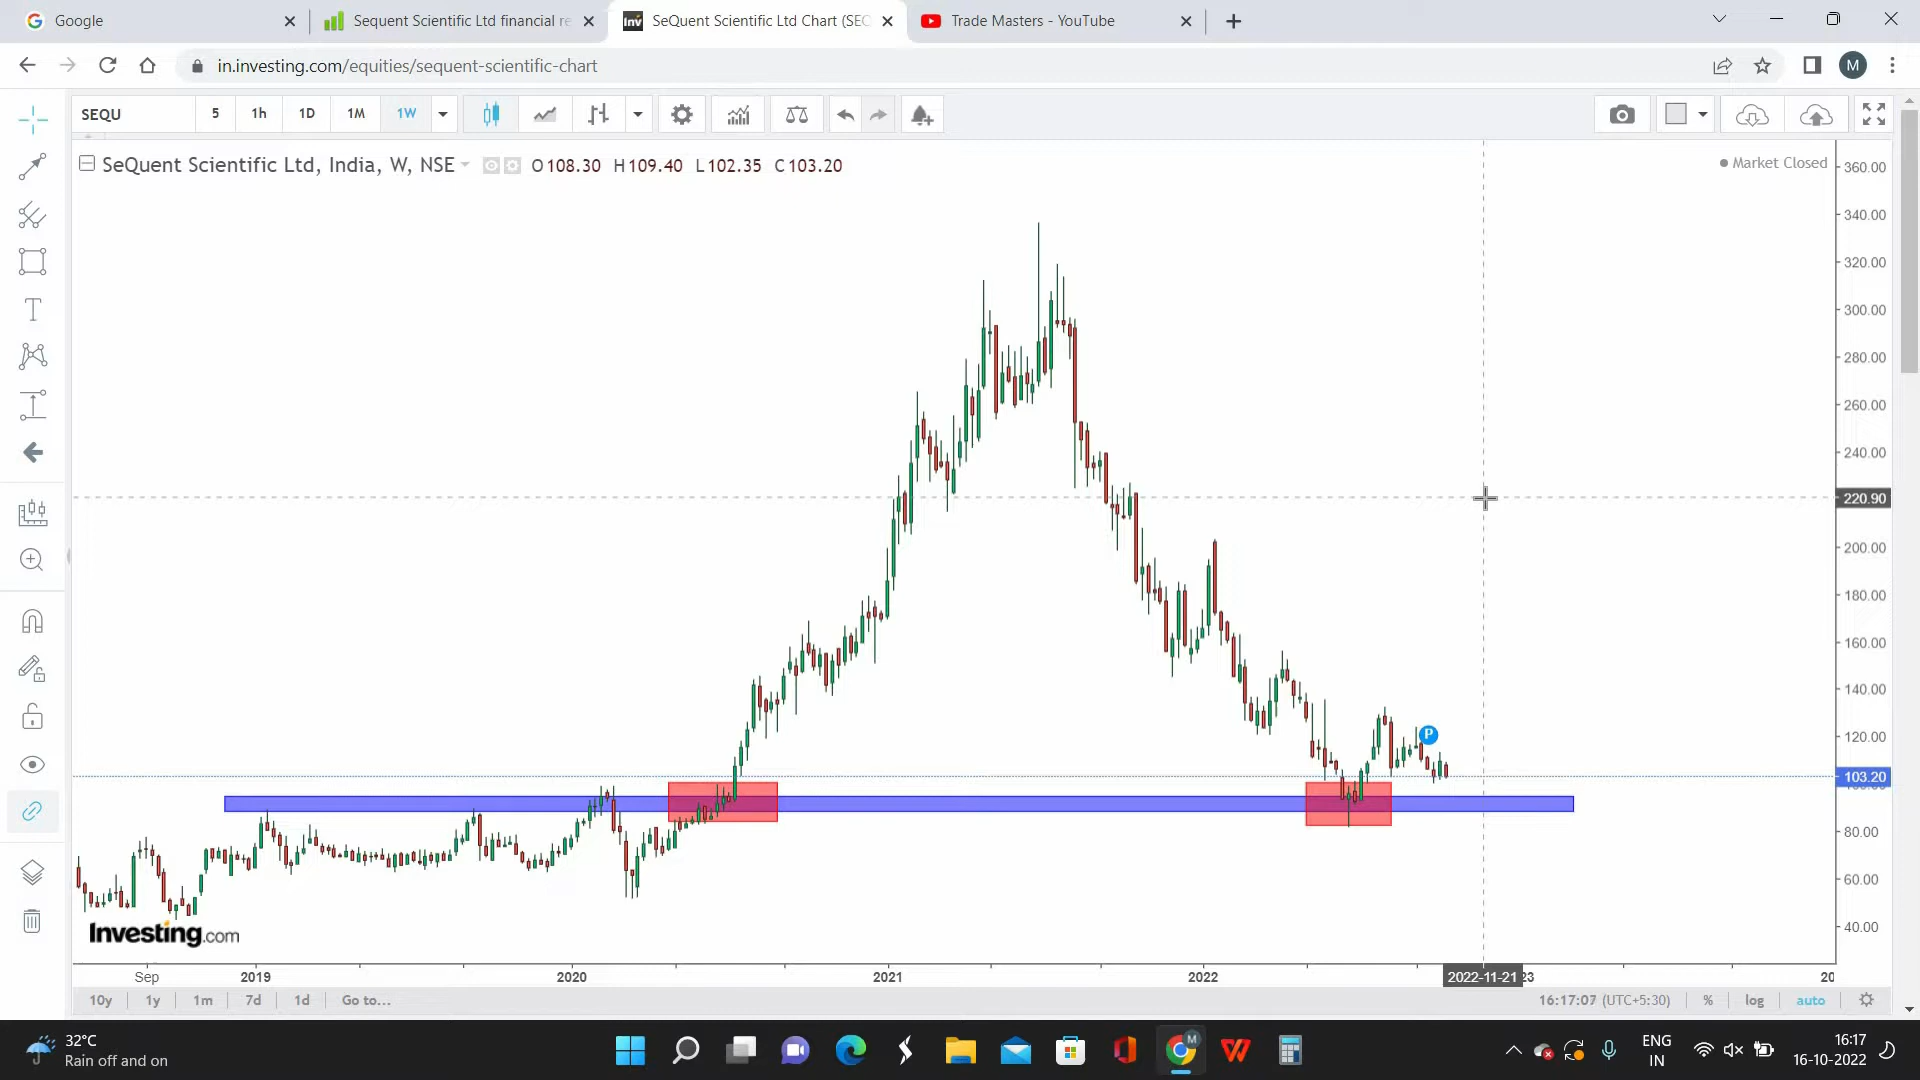 Google
Sequent Scientific Ltd financial re
SeQuent Scientific Ltd Chart (SEC
Trade Masters - YouTube
in.investing.com/equities/sequent-scientific-chart
M
SEQU 5 1h 1D 1M 1W
SeQuent Scientific Ltd, India, W, NSE O108.30 H109.40 L102.35 C103.20
Market Closed
360.00
340.00
320.00
300.00
280.00
260.00
240.00
220.90
200.00
180.00
160.00
140.00
120.00
P
103.20
80.00
60.00
40.00
Investing.com
Sep 2019 2020 2021 2022 2022-11-21 23 20
10y 1y 1m 7d 1d Go to... 16:17:07 (UTC+5:30) % log auto
32°C
Rain off and on
ENG
IN
16:17
16-10-2022